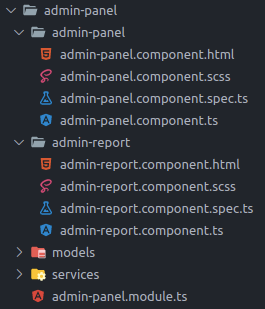 admin-panel
admin-panel
admin-panel.component.html
admin-panel.component.scss
admin-panel.component.spec.ts
admin-panel.component.ts
admin-report
admin-report.component.html
admin-report.component.scss
admin-report.component.spec.ts
admin-report.component.ts
models
services
admin-panel.module.ts